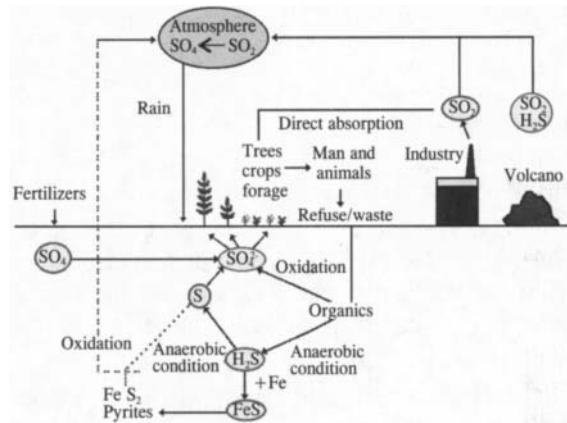 Atmosphere
SO₄ SO₂
SO₂
SO₂
H₂S
Rain
Direct absorption
Trees
crops
forage
Man and
animals
Industry
Volcano
Fertilizers
Refuse/waste
SO₄
SO₄²⁻
Oxidation
S
Organics
Oxidation
Anaerobic
condition
H₂S
Anaerobic
condition
+Fe
Fe S₂
Pyrites
FeS